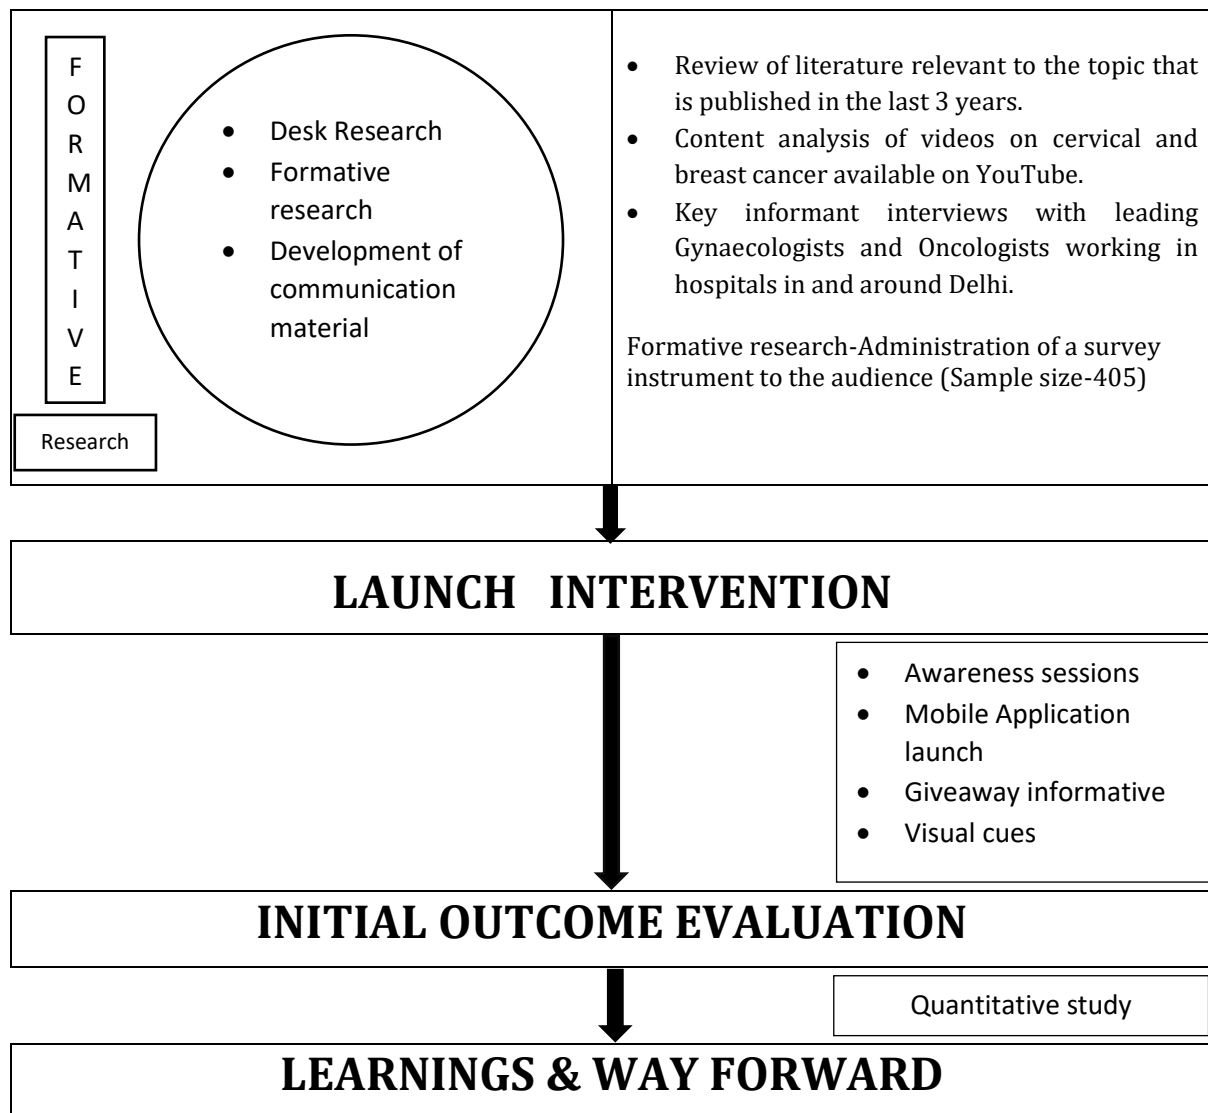 F
O
R
M
A
T
I
V
E
Research
• Desk Research
• Formative
research
• Development of
communication
material
• Review of literature relevant to the topic that
is published in the last 3 years.
• Content analysis of videos on cervical and
breast cancer available on YouTube.
• Key informant interviews with leading
Gynaecologists and Oncologists working in
hospitals in and around Delhi.
Formative research-Administration of a survey
instrument to the audience (Sample size-405)
LAUNCH INTERVENTION
• Awareness sessions
• Mobile Application
launch
• Giveaway informative
• Visual cues
INITIAL OUTCOME EVALUATION
Quantitative study
LEARNINGS & WAY FORWARD